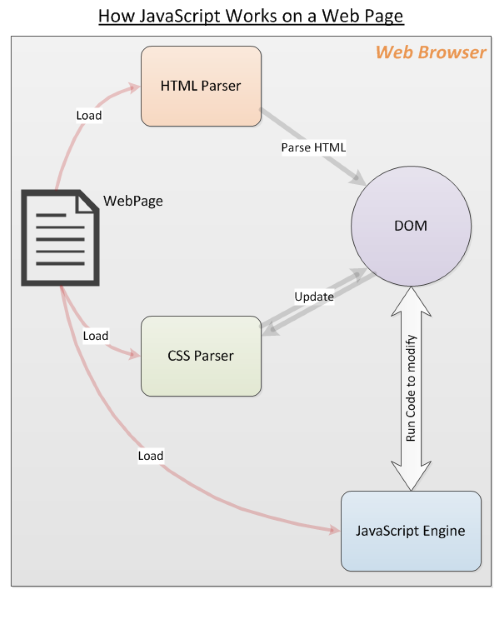 How JavaScript Works on a Web Page
Web Browser
HTML Parser
Load
Parse HTML
WebPage
DOM
Update
Load
CSS Parser
Run Code to modify
Load
JavaScript Engine